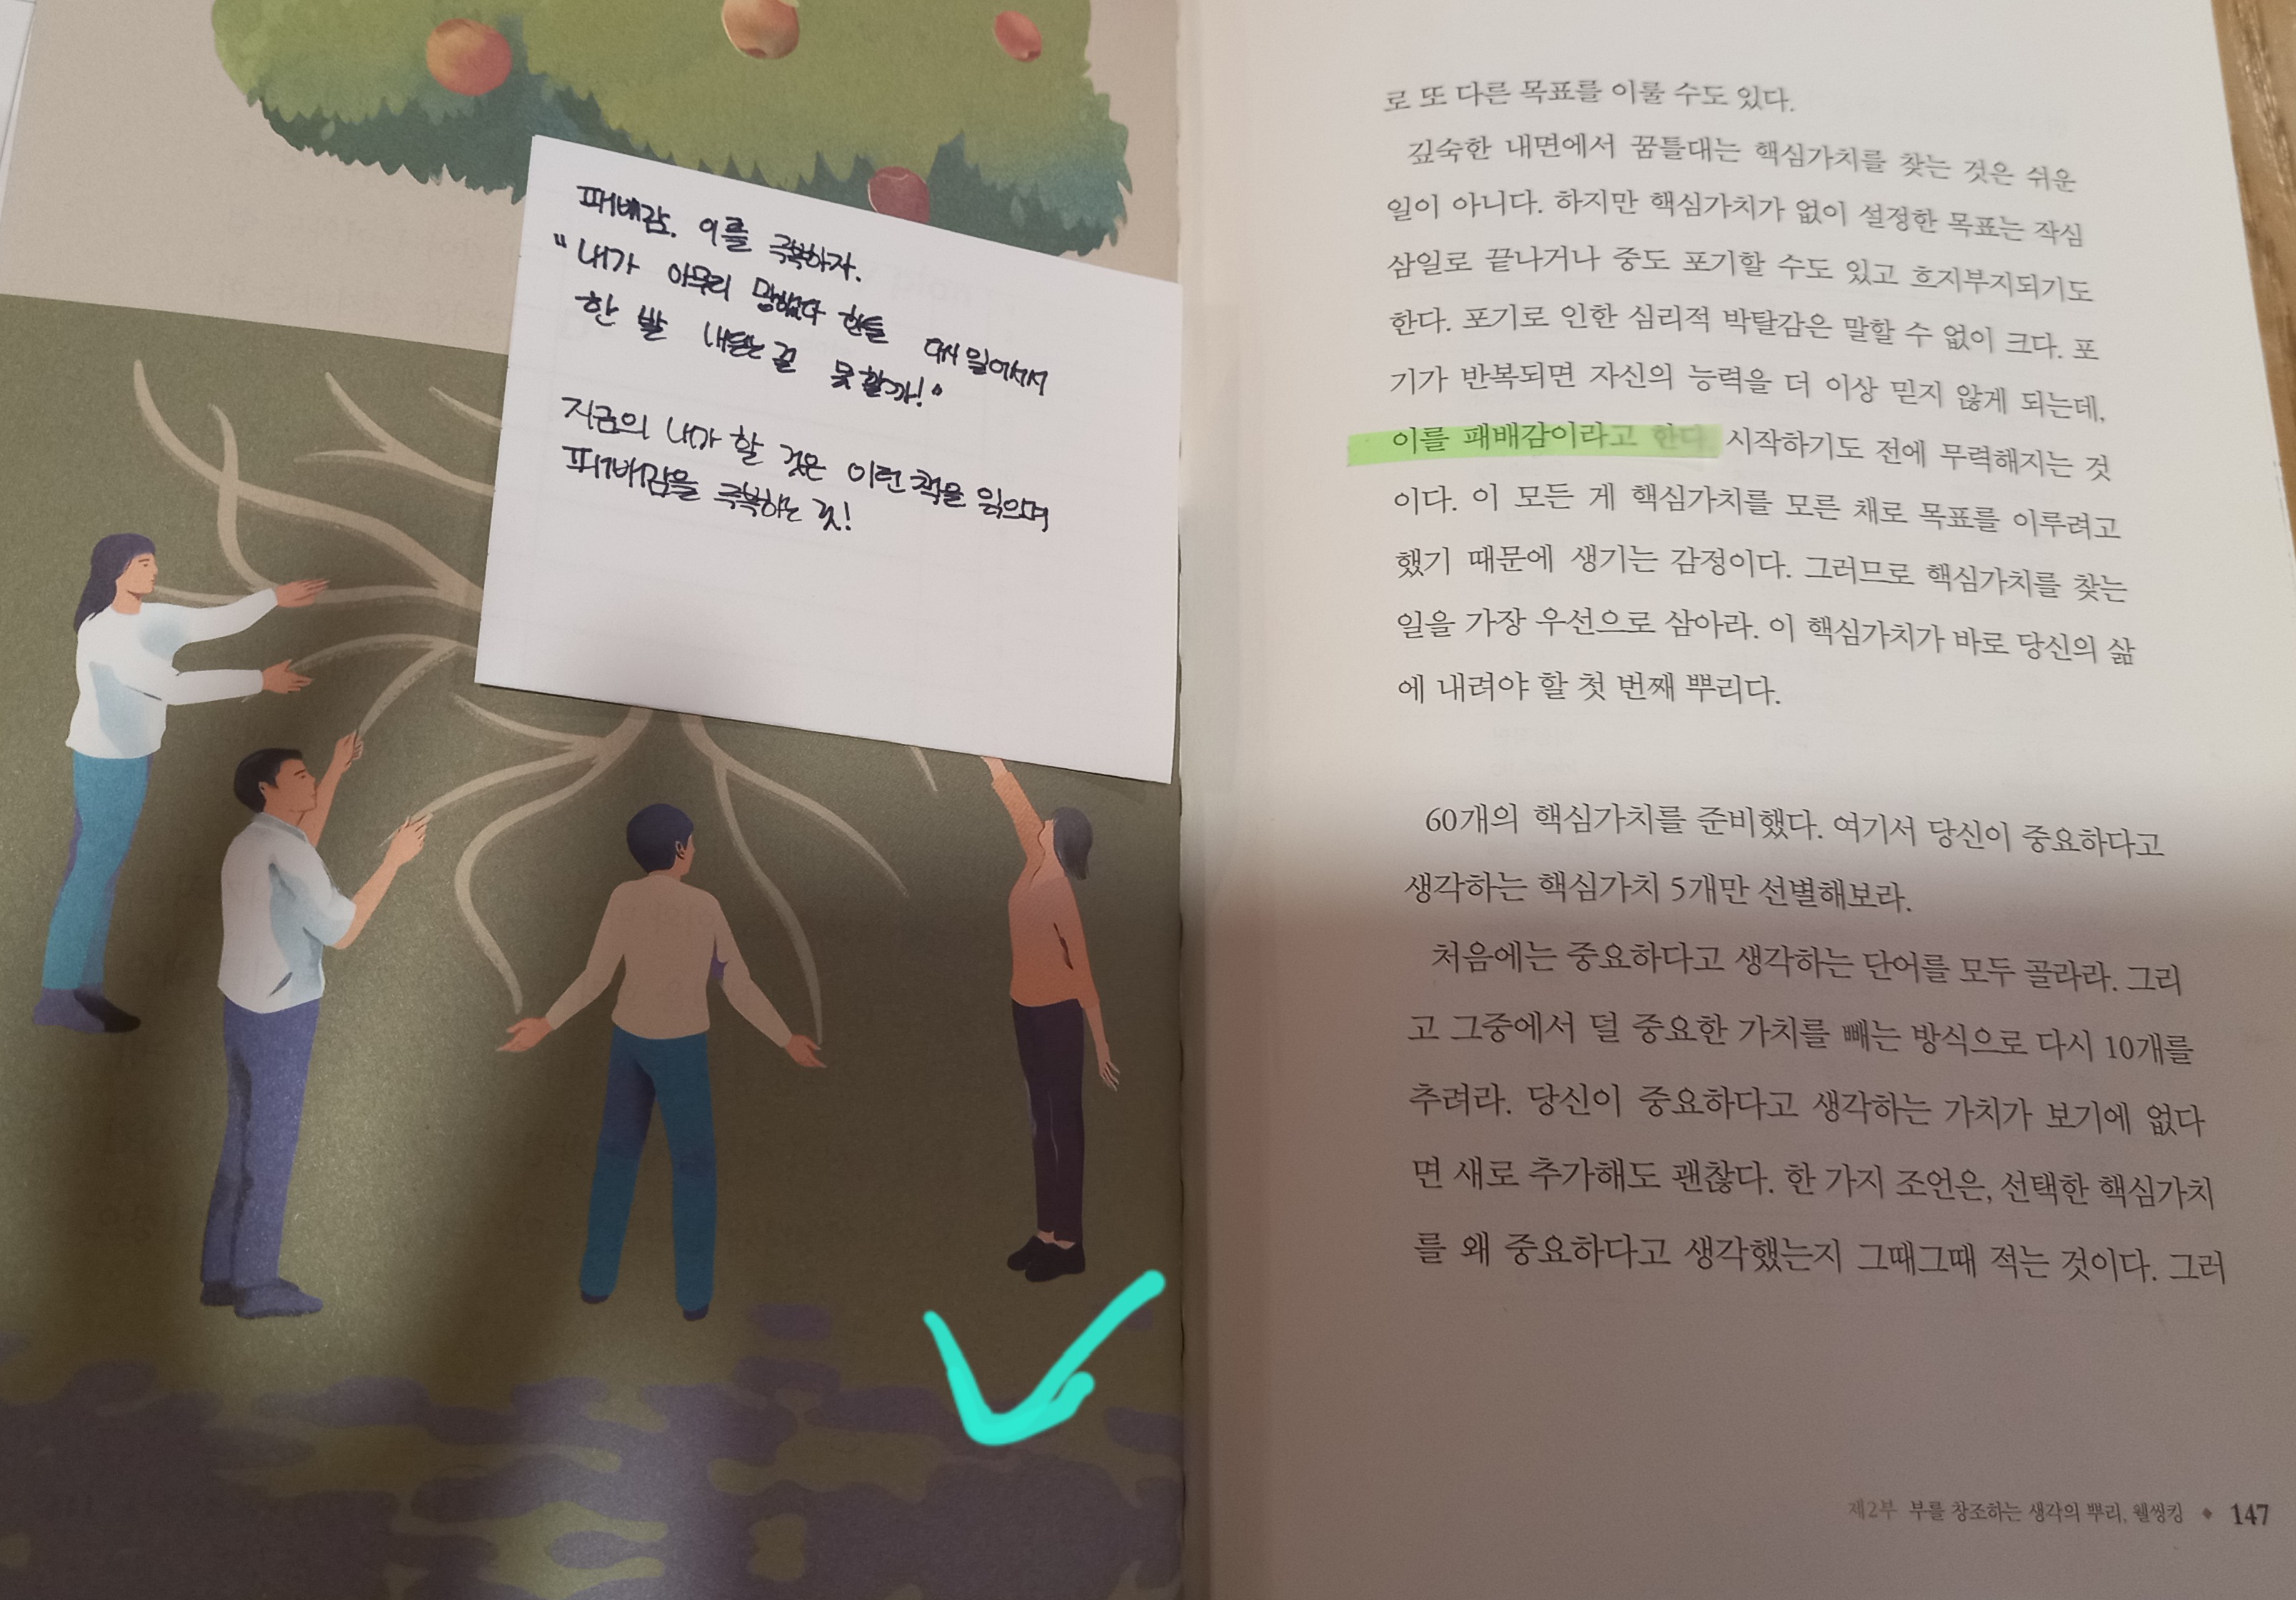 패배감. 이를 극복하자.
"내가 아무리 망했다 한들 다시 일어서서
한 발 내딛는 걸 못할까!"
지금의 내가 할 것은 이런 책을 읽으며
패배감을 극복하는 것!
로 또 다른 목표를 이룰 수도 있다.
깊숙한 내면에서 꿈틀대는 핵심가치를 찾는 것은 쉬운
일이 아니다. 하지만 핵심가치가 없이 설정한 목표는 작심
삼일로 끝나거나 중도 포기할 수도 있고 흐지부지되기도
한다. 포기로 인한 심리적 박탈감은 말할 수 없이 크다. 포
기가 반복되면 자신의 능력을 더 이상 믿지 않게 되는데,
이를 패배감이라고 한다. 시작하기도 전에 무력해지는 것
이다. 이 모든 게 핵심가치를 모른 채로 목표를 이루려고
했기 때문에 생기는 감정이다. 그러므로 핵심가치를 찾는
일을 가장 우선으로 삼아라. 이 핵심가치가 바로 당신의 삶
에 내려야 할 첫 번째 뿌리다.
60개의 핵심가치를 준비했다. 여기서 당신이 중요하다고
생각하는 핵심가치 5개만 선별해보라.
처음에는 중요하다고 생각하는 단어를 모두 골라라. 그리
고 그중에서 덜 중요한 가치를 빼는 방식으로 다시 10개를
추려라. 당신이 중요하다고 생각하는 가치가 보기에 없다
면 새로 추가해도 괜찮다. 한 가지 조언은, 선택한 핵심가치
를 왜 중요하다고 생각했는지 그때그때 적는 것이다. 그러
제2부 부를 창조하는 생각의 뿌리, 웰씽킹 ◆ 147